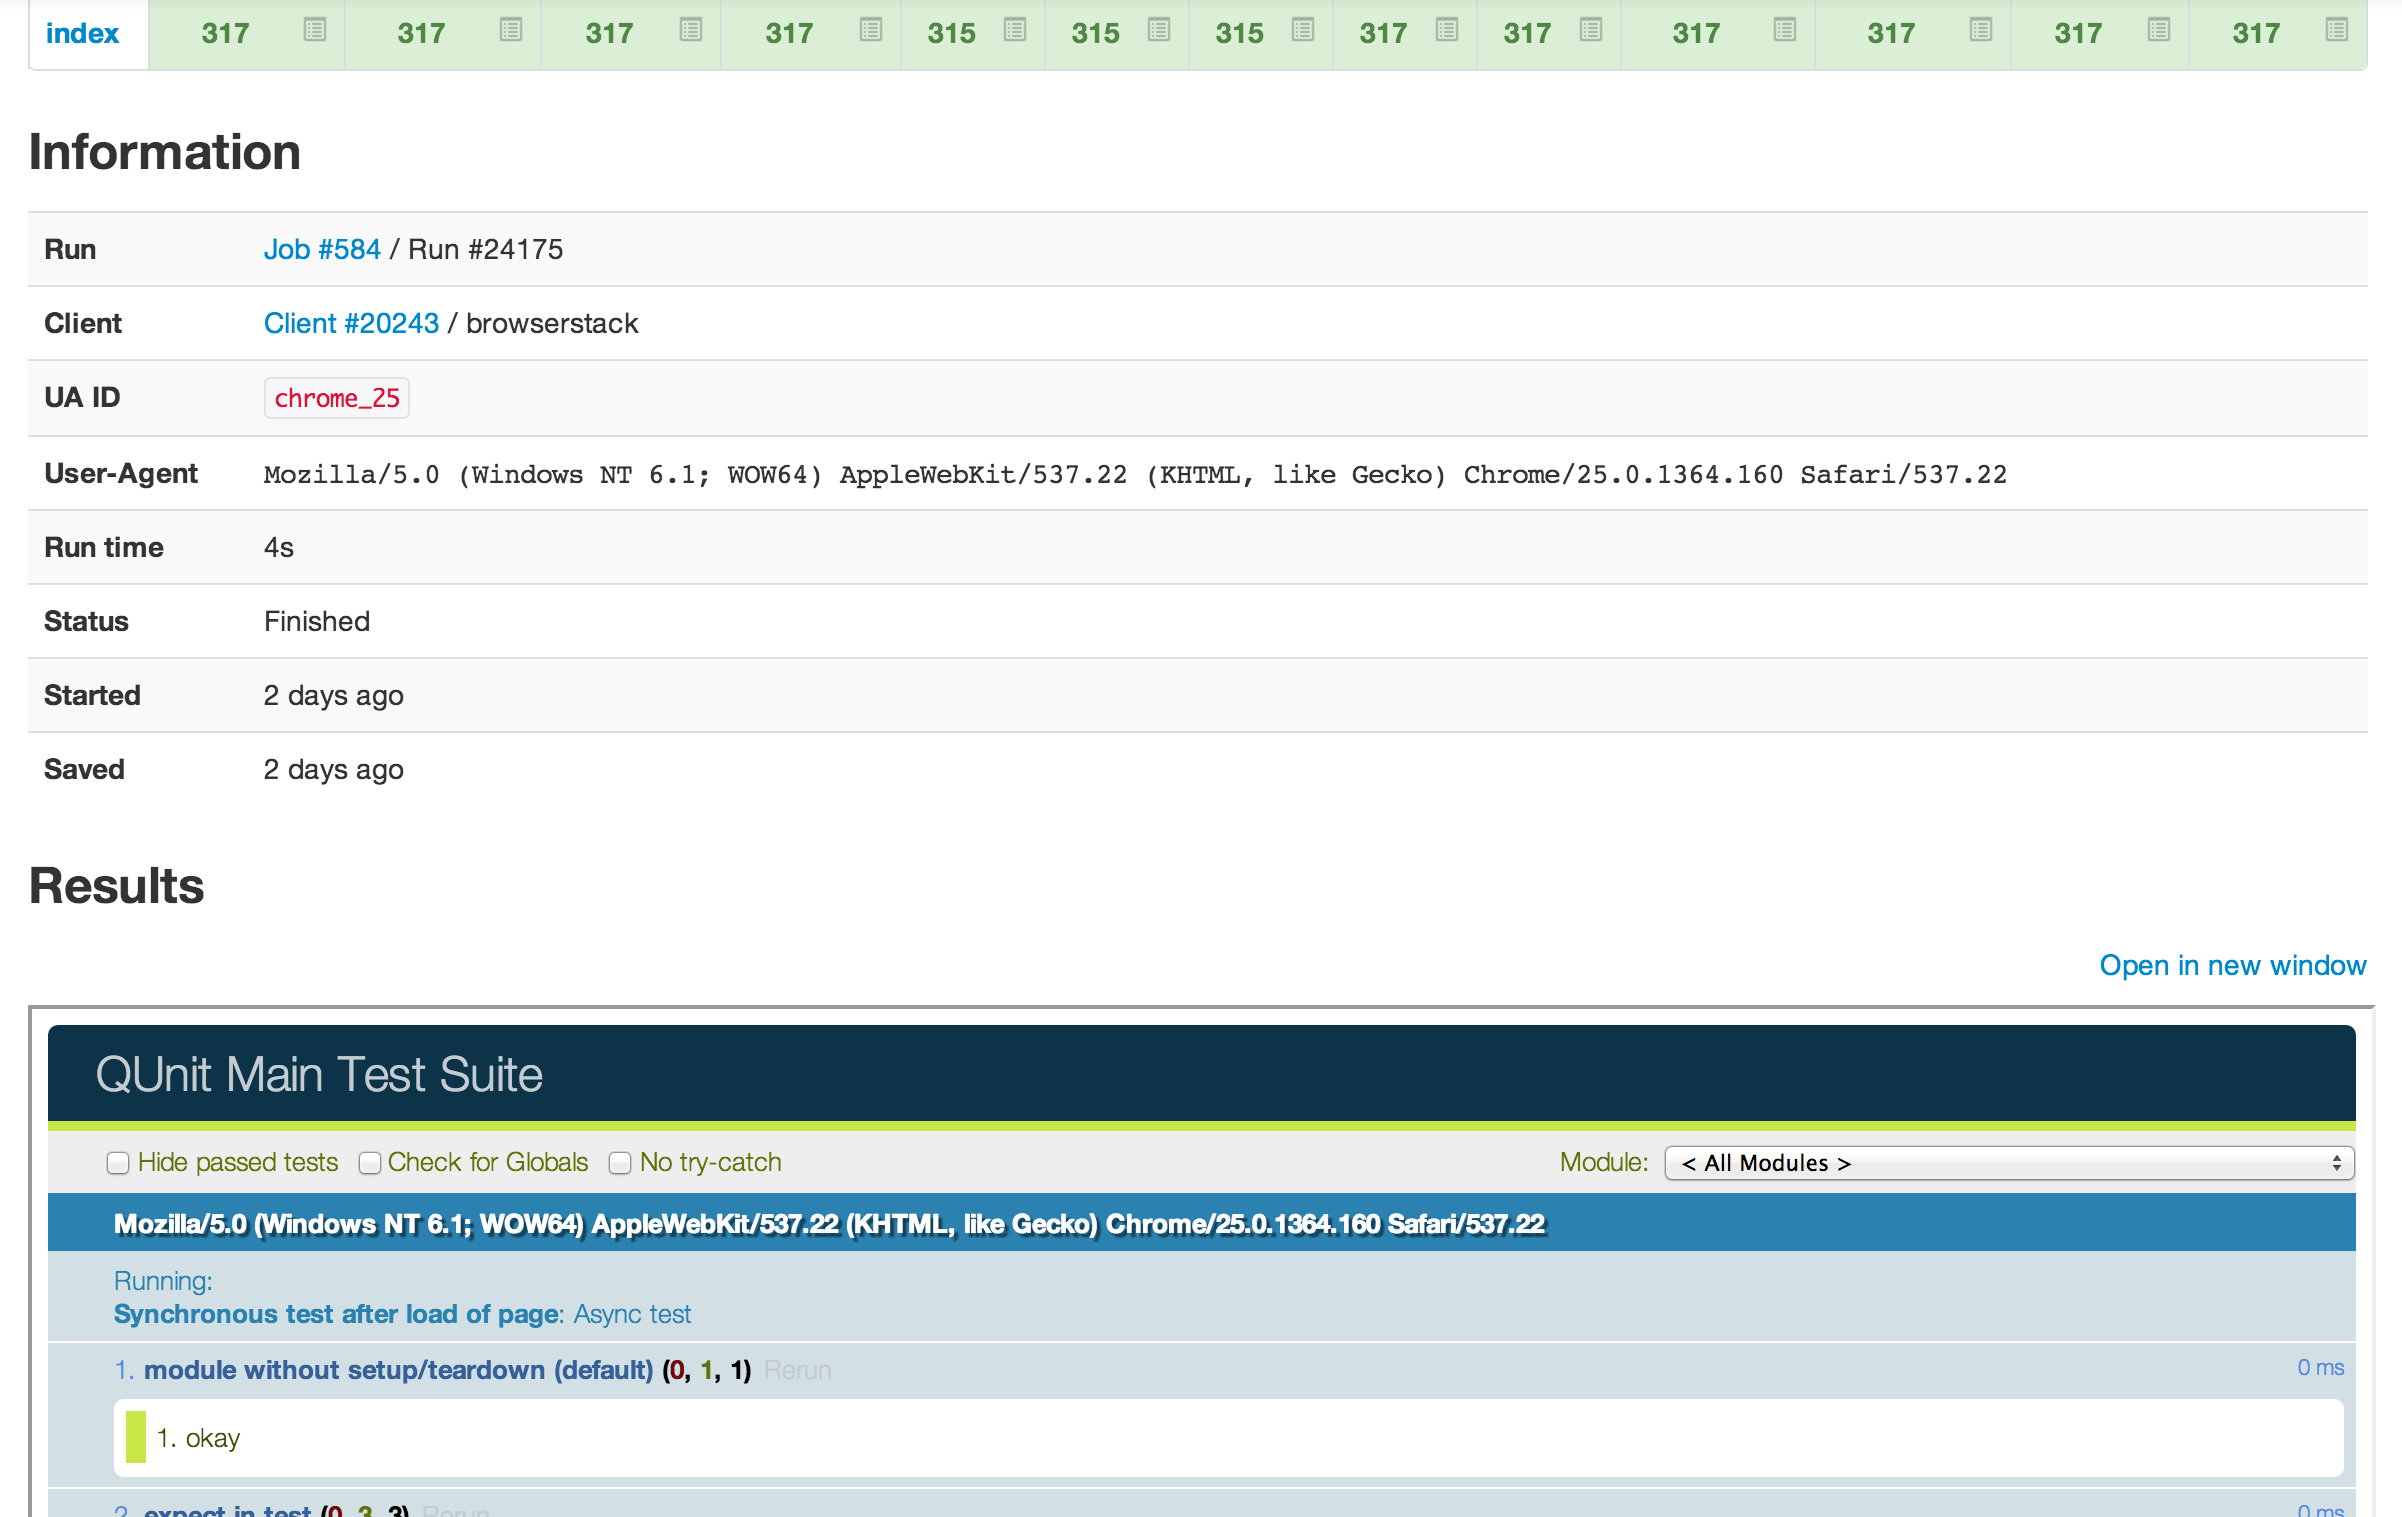 index 317 317 317 317 315 315 315 317 317 317 317 317 317
Information
Run Job #584 / Run #24175
Client Client #20243 / browserstack
UA ID chrome_25
User-Agent Mozilla/5.0 (Windows NT 6.1; WOW64) AppleWebKit/537.22 (KHTML, like Gecko) Chrome/25.0.1364.160 Safari/537.22
Run time 4s
Status Finished
Started 2 days ago
Saved 2 days ago
Results
Open in new window
QUnit Main Test Suite
Hide passed tests Check for Globals No try-catch Module: < All Modules >
Mozilla/5.0 (Windows NT 6.1; WOW64) AppleWebKit/537.22 (KHTML, like Gecko) Chrome/25.0.1364.160 Safari/537.22
Running:
Synchronous test after load of page: Async test
1. module without setup/teardown (default) (0, 1, 1) Rerun 0 ms
1. okay
2. expect in test (0, 3, 3) Rerun 0 ms